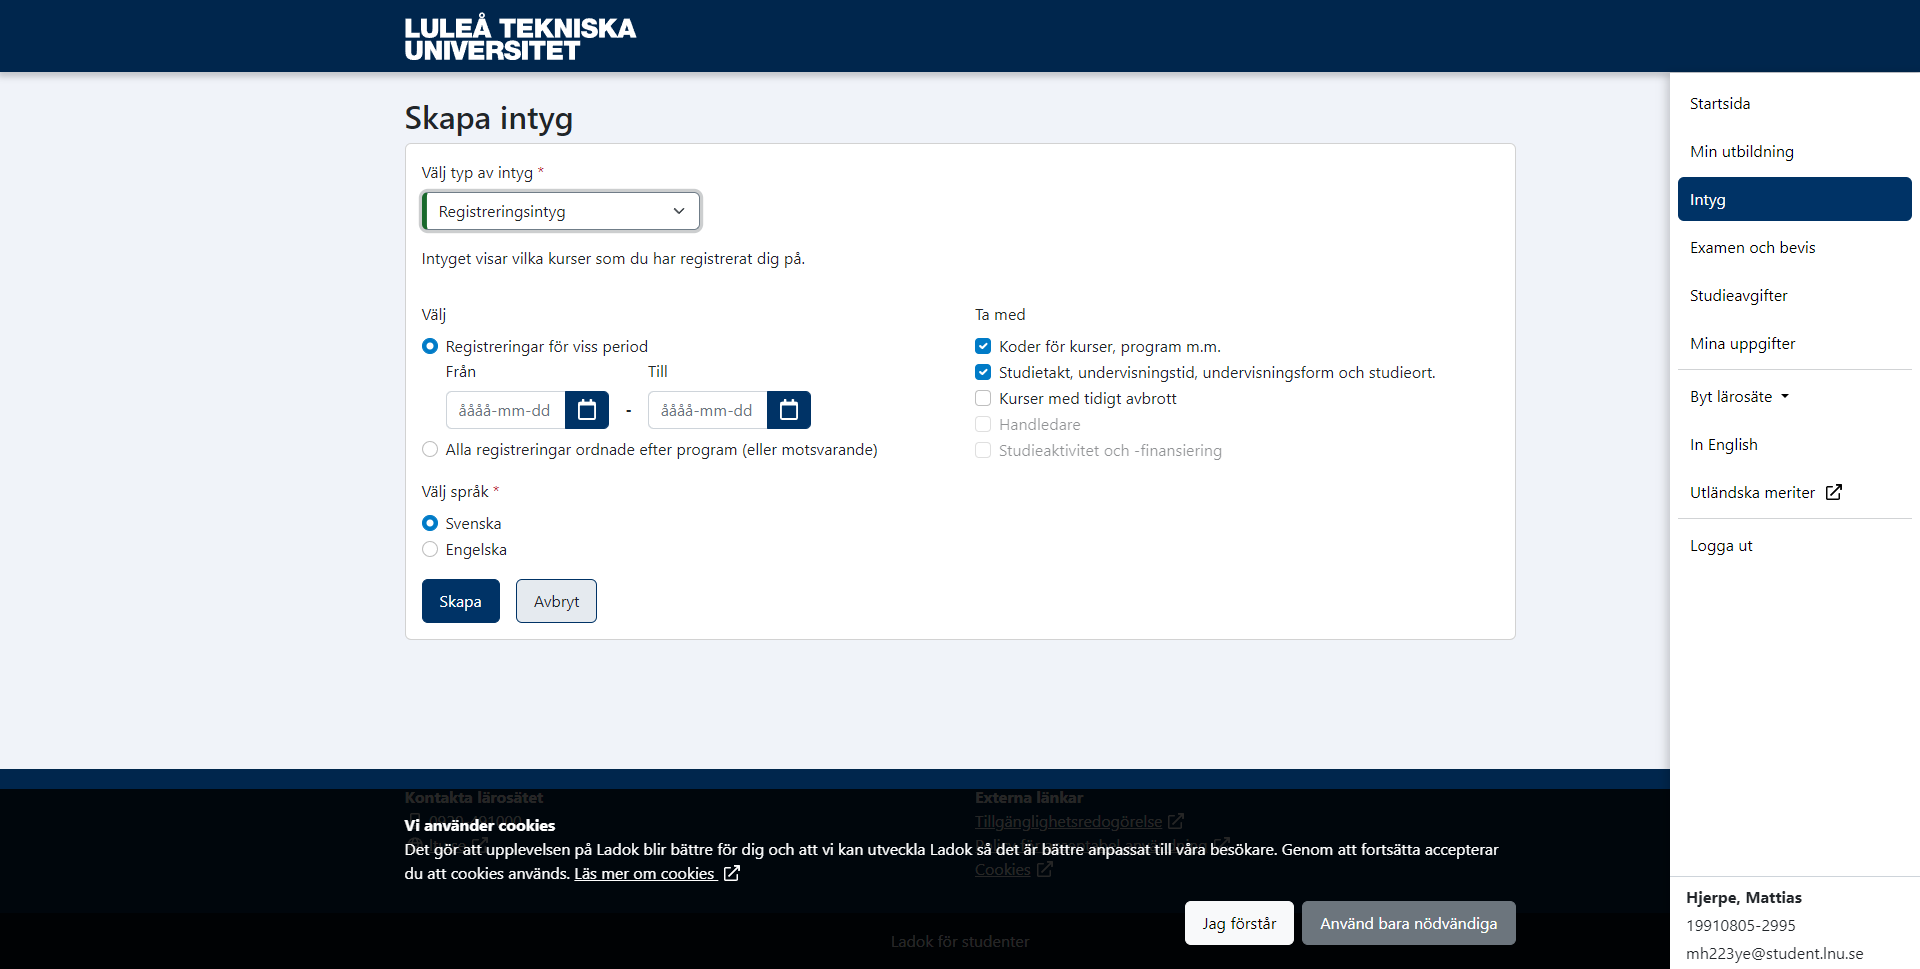 LULEÅ TEKNISKA
UNIVERSITET
Skapa intyg
Välj typ av intyg *
Registreringsintyg
Intyget visar vilka kurser som du har registrerat dig på.
Välj
Registreringar för viss period
Från
Till
åååå-mm-dd
-
åååå-mm-dd
Alla registreringar ordnade efter program (eller motsvarande)
Välj språk *
Svenska
Engelska
Skapa
Avbryt
Ta med
Koder för kurser, program m.m.
Studietakt, undervisningstid, undervisningsform och studieort.
Kurser med tidigt avbrott
Handledare
Studieaktivitet och -finansiering
Startsida
Min utbildning
Intyg
Examen och bevis
Studieavgifter
Mina uppgifter
Byt lärosäte
In English
Utländska meriter
Logga ut
Kontakta lärosätet
Externa länkar
Tillgänglighetsredogörelse
Cookies
Vi använder cookies
Det gör att upplevelsen på Ladok blir bättre för dig och att vi kan utveckla Ladok så det är bättre anpassat till våra besökare. Genom att fortsätta accepterar
du att cookies används. Läs mer om cookies
Jag förstår
Använd bara nödvändiga
Ladok för studenter
Hjerpe, Mattias
19910805-2995
mh223ye@student.lnu.se